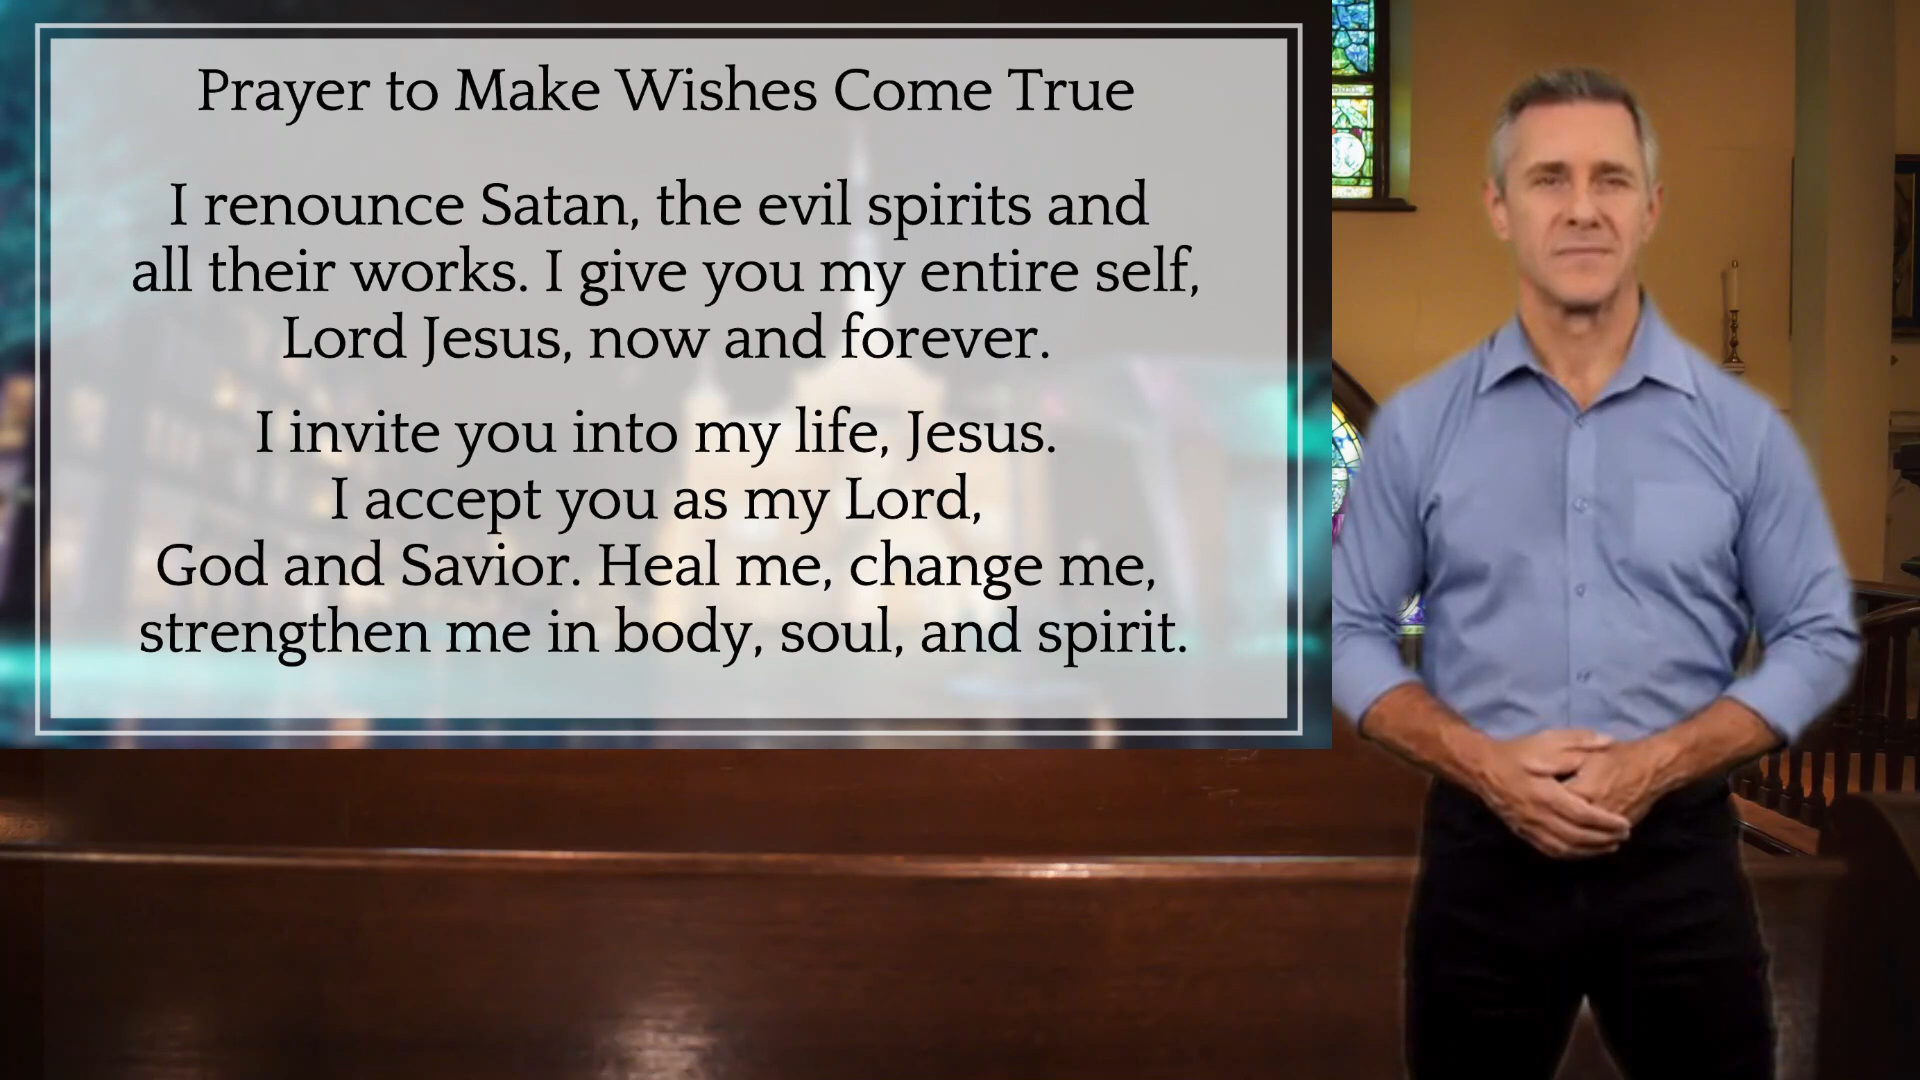 Prayer to Make Wishes Come True
I renounce Satan, the evil spirits and
all their works. I give you my entire self,
Lord Jesus, now and forever.
I invite you into my life, Jesus.
I accept you as my Lord,
God and Savior. Heal me, change me,
strengthen me in body, soul, and spirit.